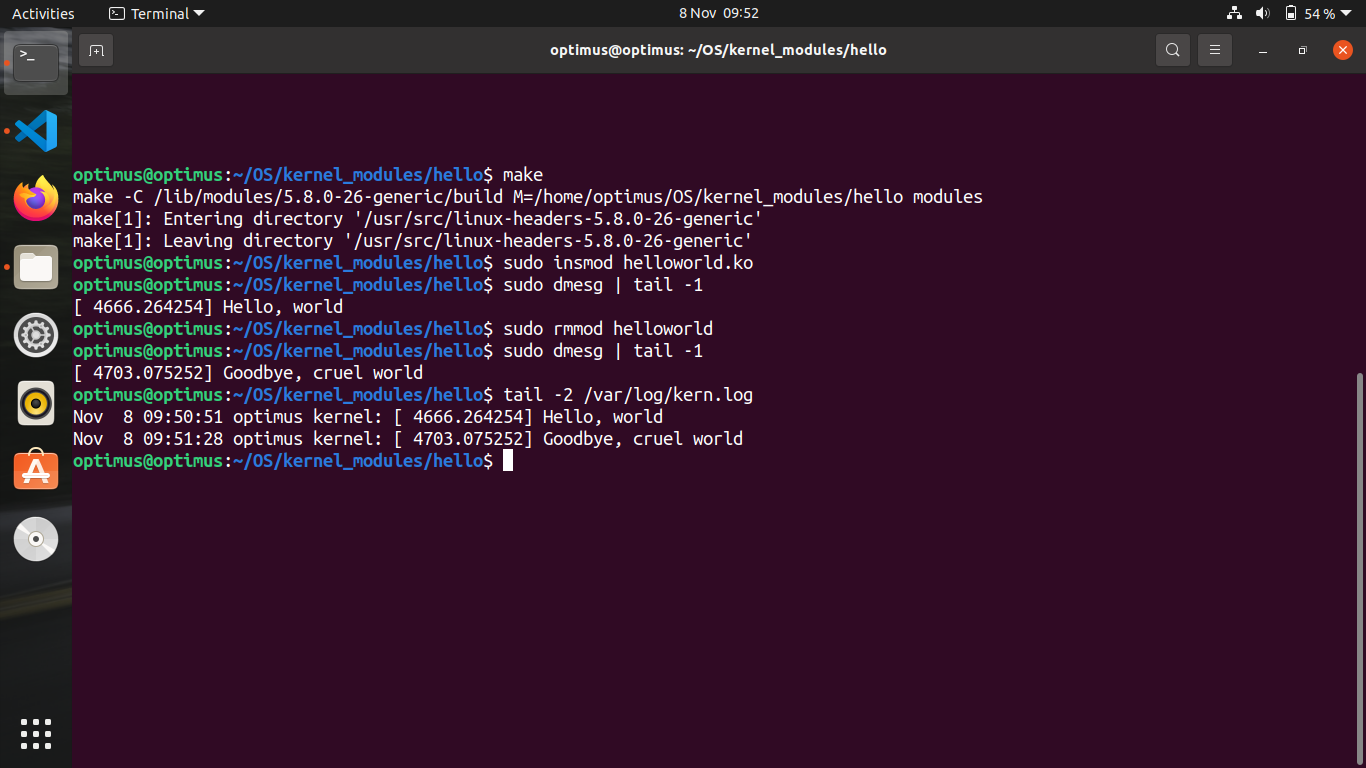 Activities
Terminal
8 Nov 09:52
54 %
optimus@optimus: ~/OS/kernel_modules/hello
optimus@optimus:~/OS/kernel_modules/hello$ make
make -C /lib/modules/5.8.0-26-generic/build M=/home/optimus/OS/kernel_modules/hello modules
make[1]: Entering directory '/usr/src/linux-headers-5.8.0-26-generic'
make[1]: Leaving directory '/usr/src/linux-headers-5.8.0-26-generic'
optimus@optimus:~/OS/kernel_modules/hello$ sudo insmod helloworld.ko
optimus@optimus:~/OS/kernel_modules/hello$ sudo dmesg | tail -1
[ 4666.264254] Hello, world
optimus@optimus:~/OS/kernel_modules/hello$ sudo rmmod helloworld
optimus@optimus:~/OS/kernel_modules/hello$ sudo dmesg | tail -1
[ 4703.075252] Goodbye, cruel world
optimus@optimus:~/OS/kernel_modules/hello$ tail -2 /var/log/kern.log
Nov  8 09:50:51 optimus kernel: [ 4666.264254] Hello, world
Nov  8 09:51:28 optimus kernel: [ 4703.075252] Goodbye, cruel world
optimus@optimus:~/OS/kernel_modules/hello$